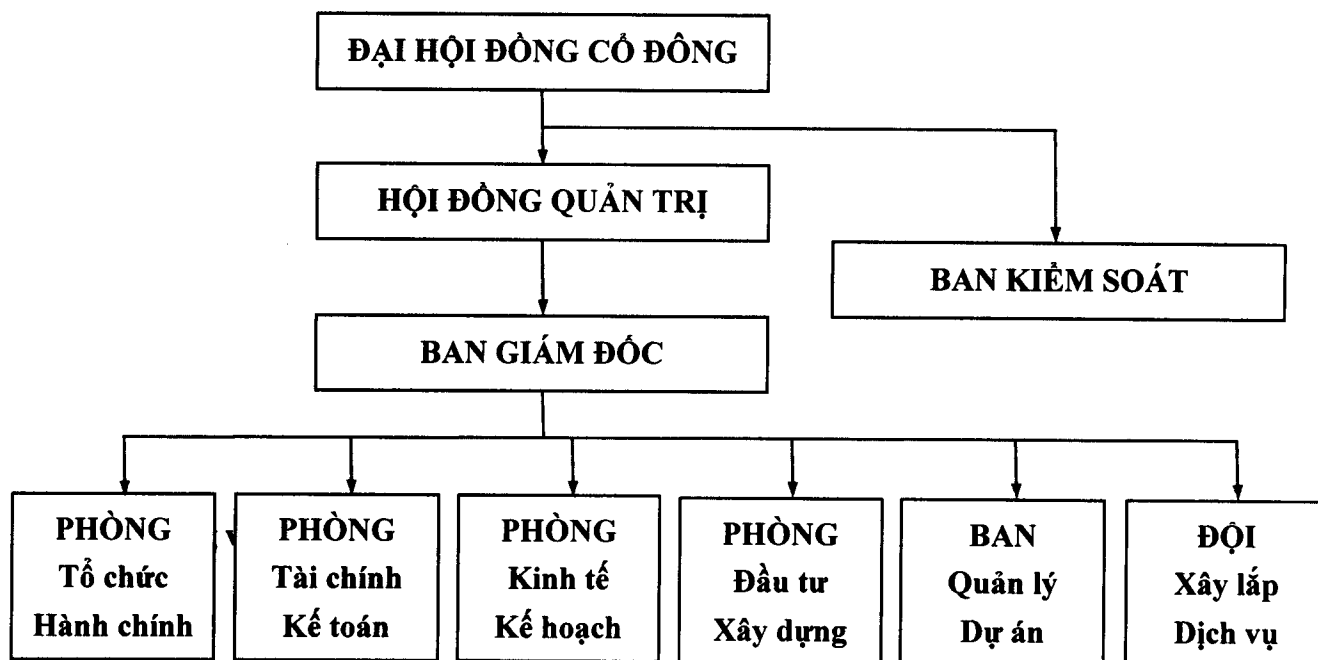 ĐẠI HỘI ĐỒNG CỔ ĐÔNG
HỘI ĐỒNG QUẢN TRỊ
BAN KIỂM SOÁT
BAN GIÁM ĐỐC
PHÒNG
Tổ chức
Hành chính
PHÒNG
Tài chính
Kế toán
PHÒNG
Kinh tế
Kế hoạch
PHÒNG
Đầu tư
Xây dựng
BAN
Quản lý
Dự án
ĐỘI
Xây lắp
Dịch vụ